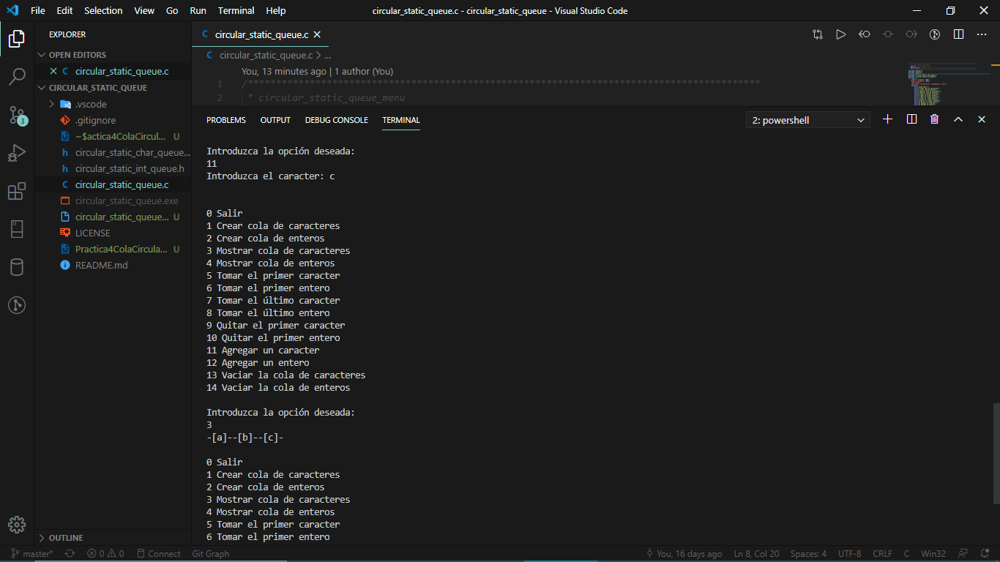 File Edit Selection View Go Run Terminal Help
circular_static_queue.c - circular_static_queue - Visual Studio Code
EXPLORER
OPEN EDITORS
circular_static_queue.c
CIRCULAR_STATIC_QUEUE
.vscode
.gitignore
~$actica4ColaCircul... U
circular_static_char_queue...
circular_static_int_queue.h
circular_static_queue.c
circular_static_queue.exe
circular_static_queue... U
LICENSE
Practica4ColaCircula... U
README.md
OUTLINE
3
circular_static_queue.c
circular_static_queue.c > ...
You, 13 minutes ago | 1 author (You)
1 /******************************************************************************************
2 * circular_static_queue_menu
PROBLEMS OUTPUT DEBUG CONSOLE TERMINAL
2: powershell
Introduzca la opción deseada:
11
Introduzca el caracter: c
0 Salir
1 Crear cola de caracteres
2 Crear cola de enteros
3 Mostrar cola de caracteres
4 Mostrar cola de enteros
5 Tomar el primer caracter
6 Tomar el primer entero
7 Tomar el último caracter
8 Tomar el último entero
9 Quitar el primer caracter
10 Quitar el primer entero
11 Agregar un caracter
12 Agregar un entero
13 Vaciar la cola de caracteres
14 Vaciar la cola de enteros
Introduzca la opción deseada:
3
-[a]--[b]--[c]-
0 Salir
1 Crear cola de caracteres
2 Crear cola de enteros
3 Mostrar cola de caracteres
4 Mostrar cola de enteros
5 Tomar el primer caracter
6 Tomar el primer entero
master* 0 0 Connect Git Graph You, 16 days ago Ln 8, Col 20 Spaces: 4 UTF-8 CRLF C Win32